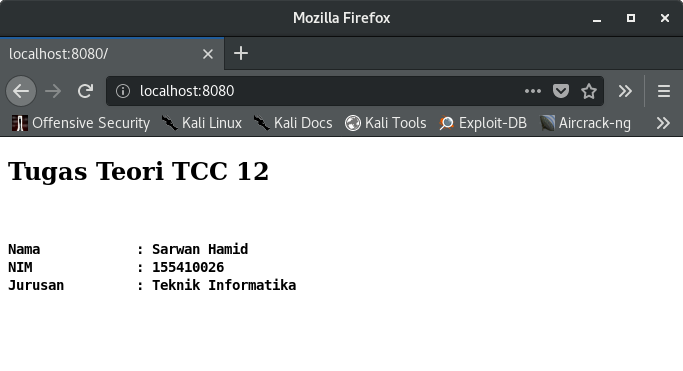 Mozilla Firefox
localhost:8080/
localhost:8080
Offensive Security Kali Linux Kali Docs Kali Tools Exploit-DB Aircrack-ng
Tugas Teori TCC 12
Nama : Sarwan Hamid
NIM : 155410026
Jurusan : Teknik Informatika